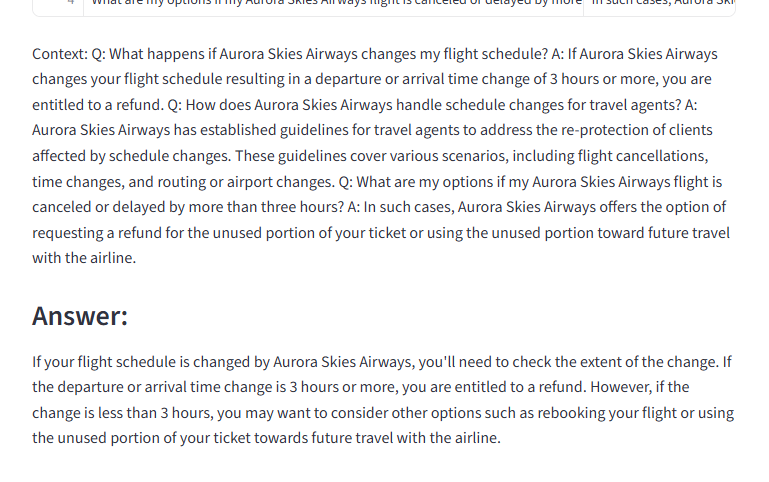 4 What are my options if my Aurora Skies Airways flight is canceled or delayed by more In such cases, Aurora Ski
Context: Q: What happens if Aurora Skies Airways changes my flight schedule? A: If Aurora Skies Airways
changes your flight schedule resulting in a departure or arrival time change of 3 hours or more, you are
entitled to a refund. Q: How does Aurora Skies Airways handle schedule changes for travel agents? A:
Aurora Skies Airways has established guidelines for travel agents to address the re-protection of clients
affected by schedule changes. These guidelines cover various scenarios, including flight cancellations,
time changes, and routing or airport changes. Q: What are my options if my Aurora Skies Airways flight is
canceled or delayed by more than three hours? A: In such cases, Aurora Skies Airways offers the option of
requesting a refund for the unused portion of your ticket or using the unused portion toward future travel
with the airline.
Answer:
If your flight schedule is changed by Aurora Skies Airways, you'll need to check the extent of the change. If
the departure or arrival time change is 3 hours or more, you are entitled to a refund. However, if the
change is less than 3 hours, you may want to consider other options such as rebooking your flight or using
the unused portion of your ticket towards future travel with the airline.